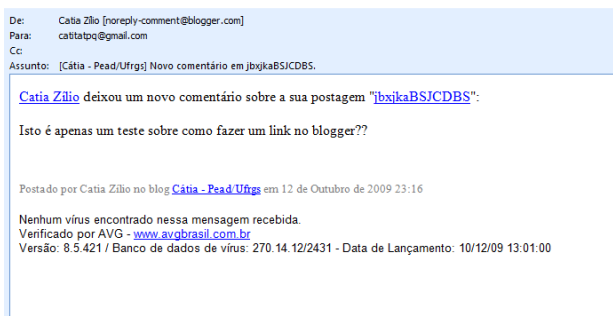 De: Catia Zílio [noreply-comment@blogger.com]
Para: catitatpq@gmail.com
Cc:
Assunto: [Cátia - Pead/Ufrgs] Novo comentário em jbxjkaBSJCDBS.
Catia Zílio deixou um novo comentário sobre a sua postagem "jbxjkaBSJCDBS":
Isto é apenas um teste sobre como fazer um link no blogger??
Postado por Catia Zílio no blog Cátia - Pead/Ufrgs em 12 de Outubro de 2009 23:16
Nenhum vírus encontrado nessa mensagem recebida.
Verificado por AVG - www.avgbrasil.com.br
Versão: 8.5.421 / Banco de dados de vírus: 270.14.12/2431 - Data de Lançamento: 10/12/09 13:01:00